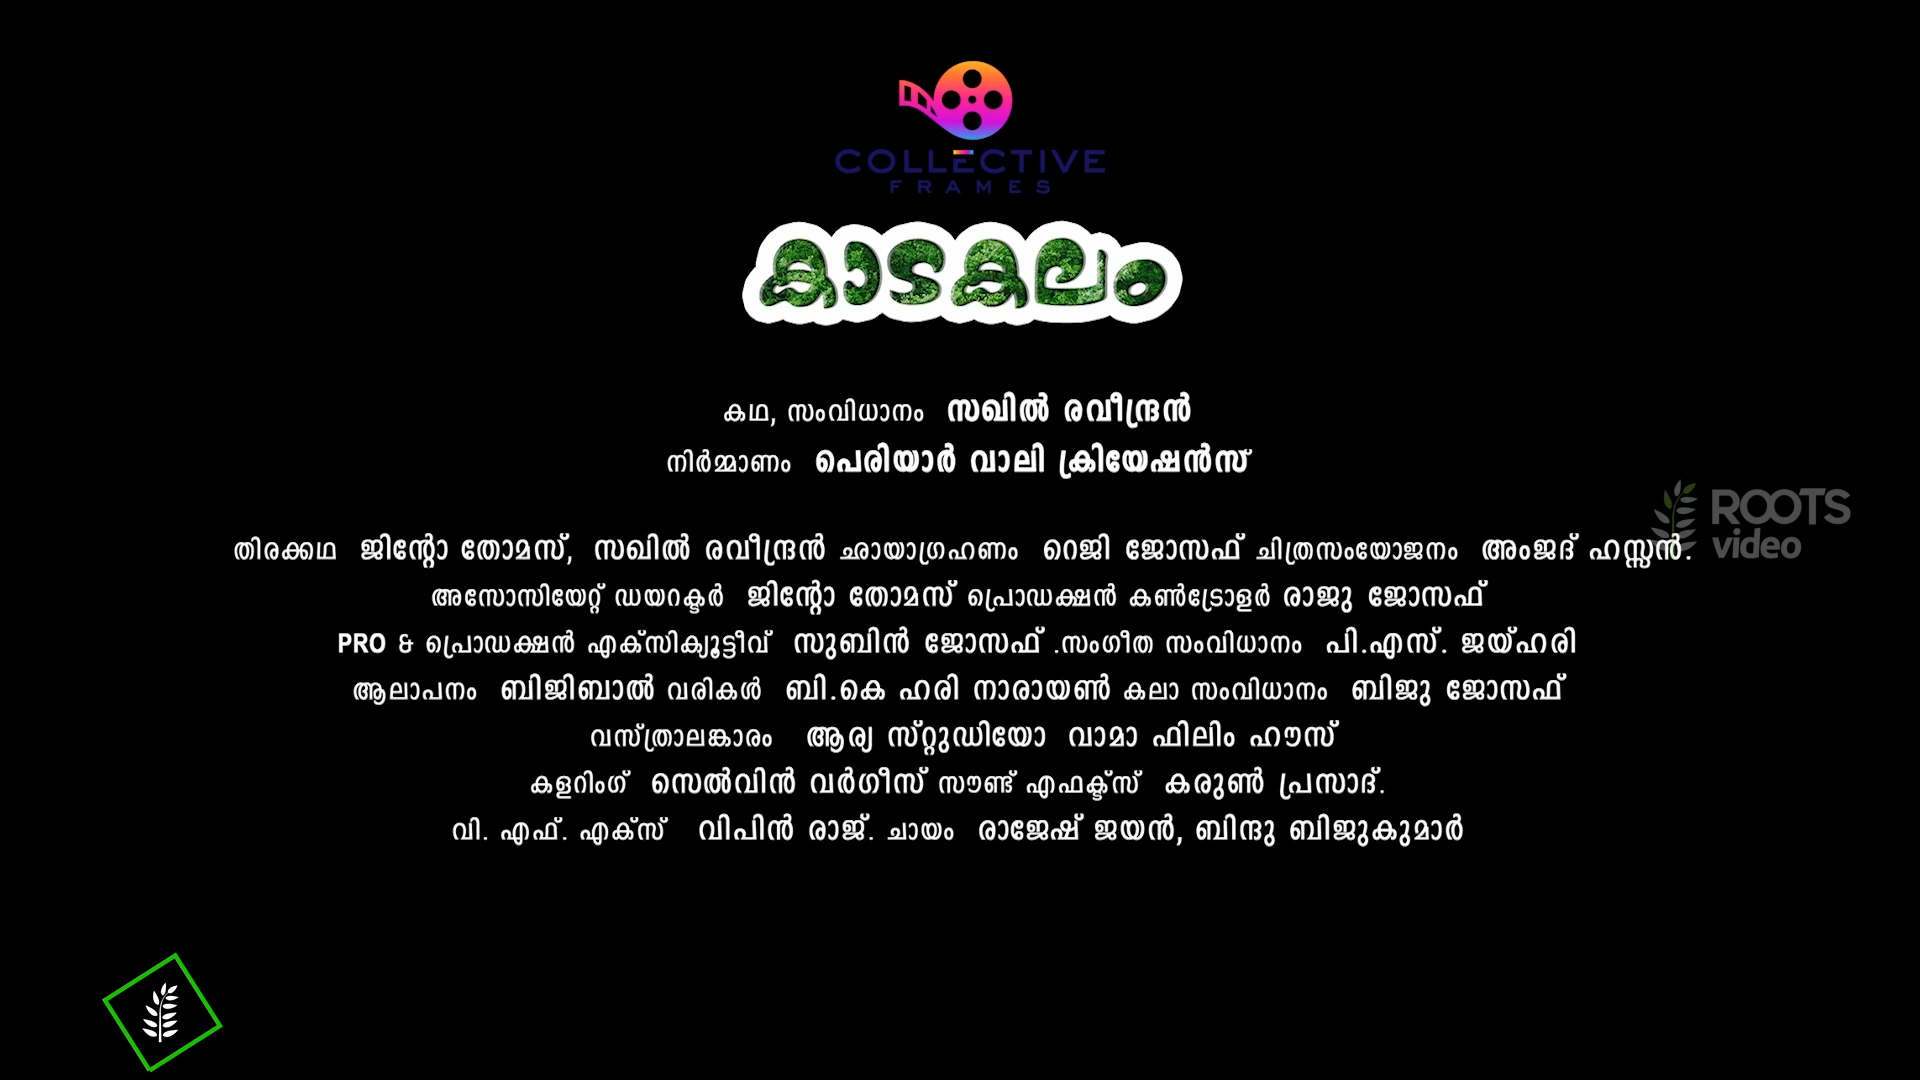 COLLECTIVE
FRAMES
കാടകലം
കഥ, സംവിധാനം സഖിൽ രവീന്ദ്രൻ
നിർമ്മാണം പെരിയാർ വാലി ക്രിയേഷൻസ്
ROOTS
video
തിരക്കഥ ജിന്റോ തോമസ്, സഖിൽ രവീന്ദ്രൻ ഛായാഗ്രഹണം റെജി ജോസഫ് ചിത്രസംയോജനം അംജദ് ഹസ്സൻ.
അസോസിയേറ്റ് ഡയറക്ടർ ജിന്റോ തോമസ് പ്രൊഡക്ഷൻ കൺട്രോളർ രാജു ജോസഫ്
PRO & പ്രൊഡക്ഷൻ എക്സിക്യൂട്ടീവ് സുബിൻ ജോസഫ് .സംഗീത സംവിധാനം പി.എസ്. ജയ്ഹരി
ആലാപനം ബിജിബാൽ വരികൾ ബി.കെ ഹരി നാരായൺ കലാ സംവിധാനം ബിജു ജോസഫ്
വസ്ത്രാലങ്കാരം ആര്യ സ്റ്റുഡിയോ വാമാ ഫിലിം ഹൗസ്
കളറിംഗ് സെൽവിൻ വർഗീസ് സൗണ്ട് എഫക്ട്സ് കരുൺ പ്രസാദ്.
വി. എഫ്. എക്സ് വിപിൻ രാജ്. ചായം രാജേഷ് ജയൻ, ബിന്ദു ബിജുകുമാർ